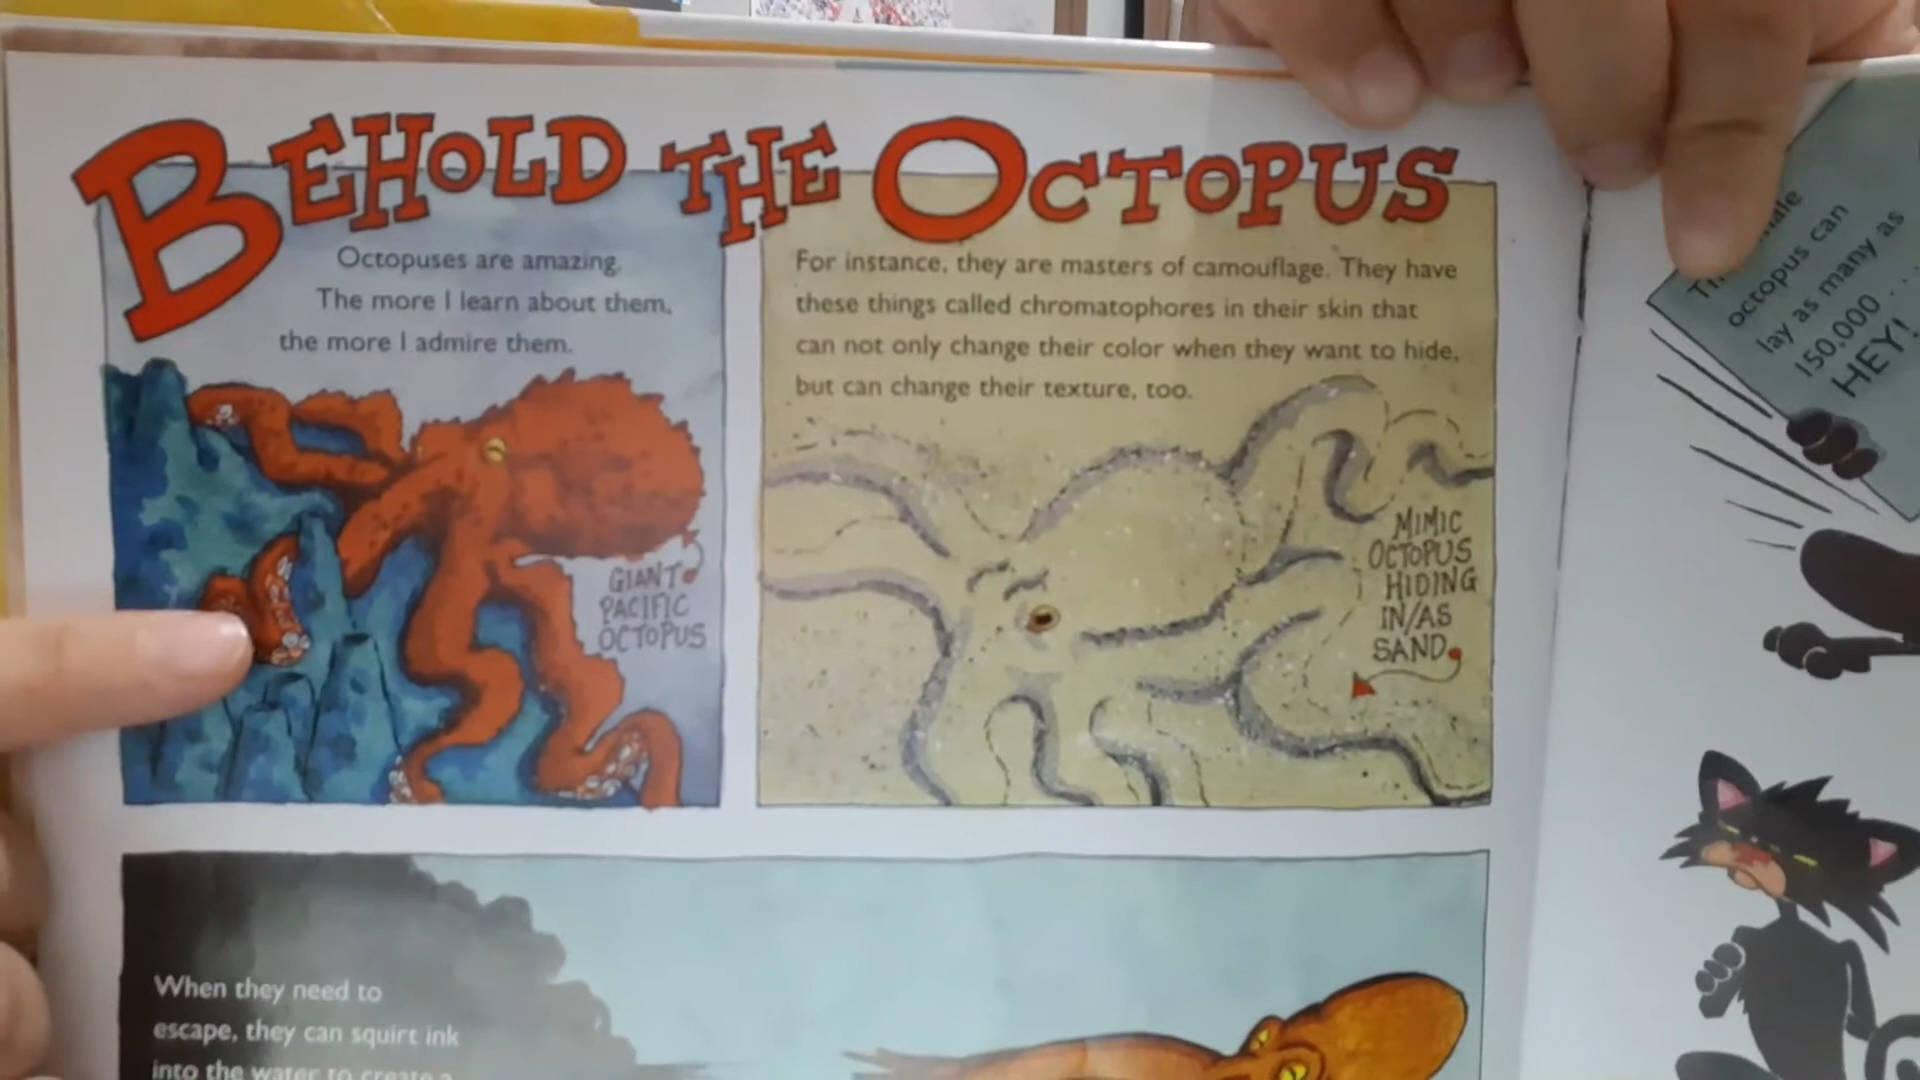 BEHOLD THE OCTOPUS
Octopuses are amazing.
The more I learn about them,
the more I admire them.
GIANT
PACIFIC
OCTOPUS
For instance, they are masters of camouflage. They have
these things called chromatophores in their skin that
can not only change their color when they want to hide,
but can change their texture, too.
MIMIC
OCTOPUS
HIDING
IN/AS
SAND
When they need to
escape, they can squirt ink
into the water to create a
octopus can
lay as many as
150,000 . . .
HEY!